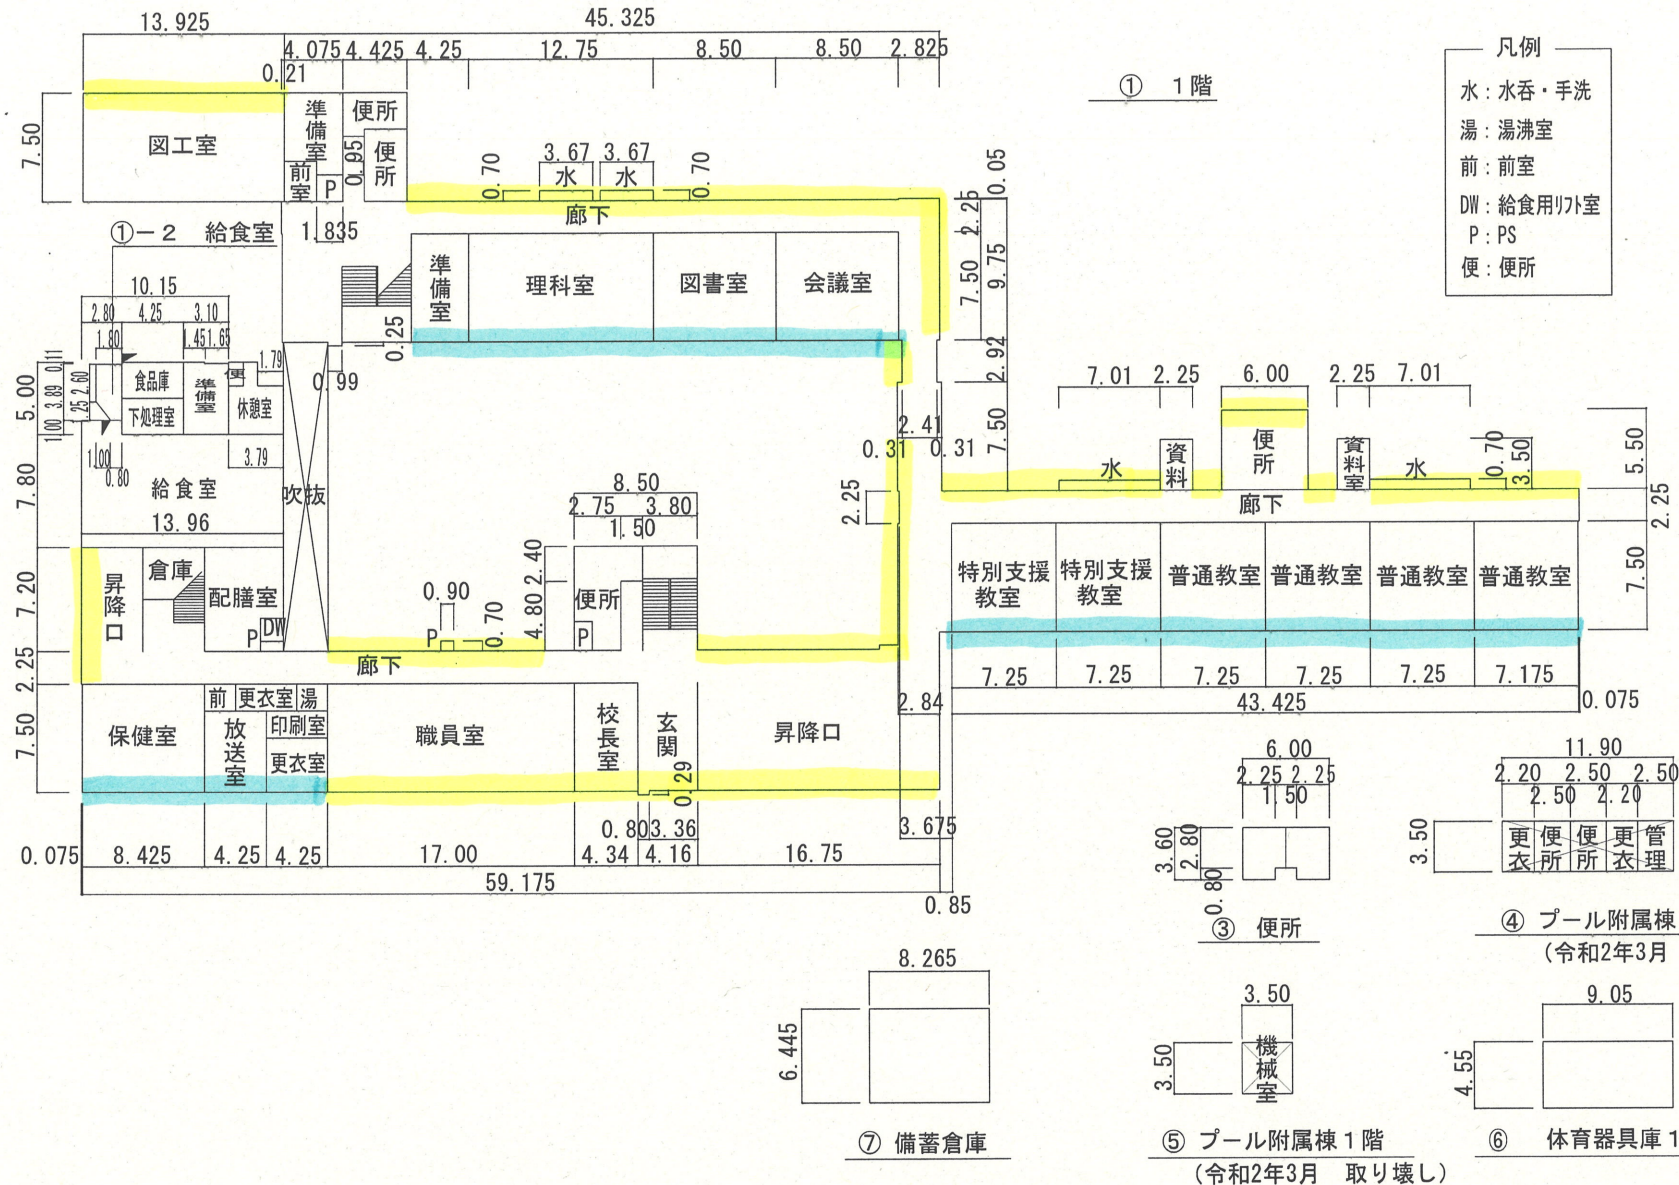 13.925
45.325
4.075 4.425 4.25 12.75 8.50 8.50 2.825
0.21
① 1階
凡例
水：水呑・手洗
湯：湯沸室
前：前室
DW：給食用ﾘﾌﾄ室
P：PS
便：便所
7.50
図工室
準備室
便所
前室
P
0.95
便所
0.70
3.67 3.67
水 水
0.70
廊下
0.05
2.25
7.50
9.75
2.92
7.50
①－2 給食室
1.835
準備室
理科室
図書室
会議室
0.25
0.99
10.15
2.80 4.25 3.10
1.80 1.45 1.65
1.79
0.11
5.00
3.89
2.60
.25
1.00
食品庫
下処理室
準備室
便
休憩室
1.00
0.80
3.79
7.80
給食室
13.96
吹抜
2.41
0.31 0.31
2.25
7.01 2.25 6.00 2.25 7.01
水
資料
便所
資料室
水
0.70
3.50
5.50
2.25
7.50
廊下
8.50
2.75 3.80
1.50
2.40
4.80
便所
P
7.20
昇降口
倉庫
配膳室
DW
P
0.90
P
0.70
特別支援教室
特別支援教室
普通教室
普通教室
普通教室
普通教室
2.25
廊下
7.50
保健室
前
更衣室
湯
放送室
印刷室
更衣室
職員室
校長室
玄関
昇降口
0.29
2.84
7.25 7.25 7.25 7.25 7.25 7.175
43.425
0.075
0.80 3.36
3.675
0.075 8.425 4.25 4.25 17.00 4.34 4.16 16.75
59.175
0.85
6.00
2.25 2.25
1.50
3.60
2.80
0.80
③ 便所
11.90
2.20 2.50 2.50
2.50 2.20
3.50
更衣
便所
便所
更衣
管理
④ プール附属棟
(令和2年3月
8.265
6.445
⑦ 備蓄倉庫
3.50
3.50
機械室
⑤ プール附属棟1階
(令和2年3月 取り壊し)
9.05
4.55
⑥ 体育器具庫1